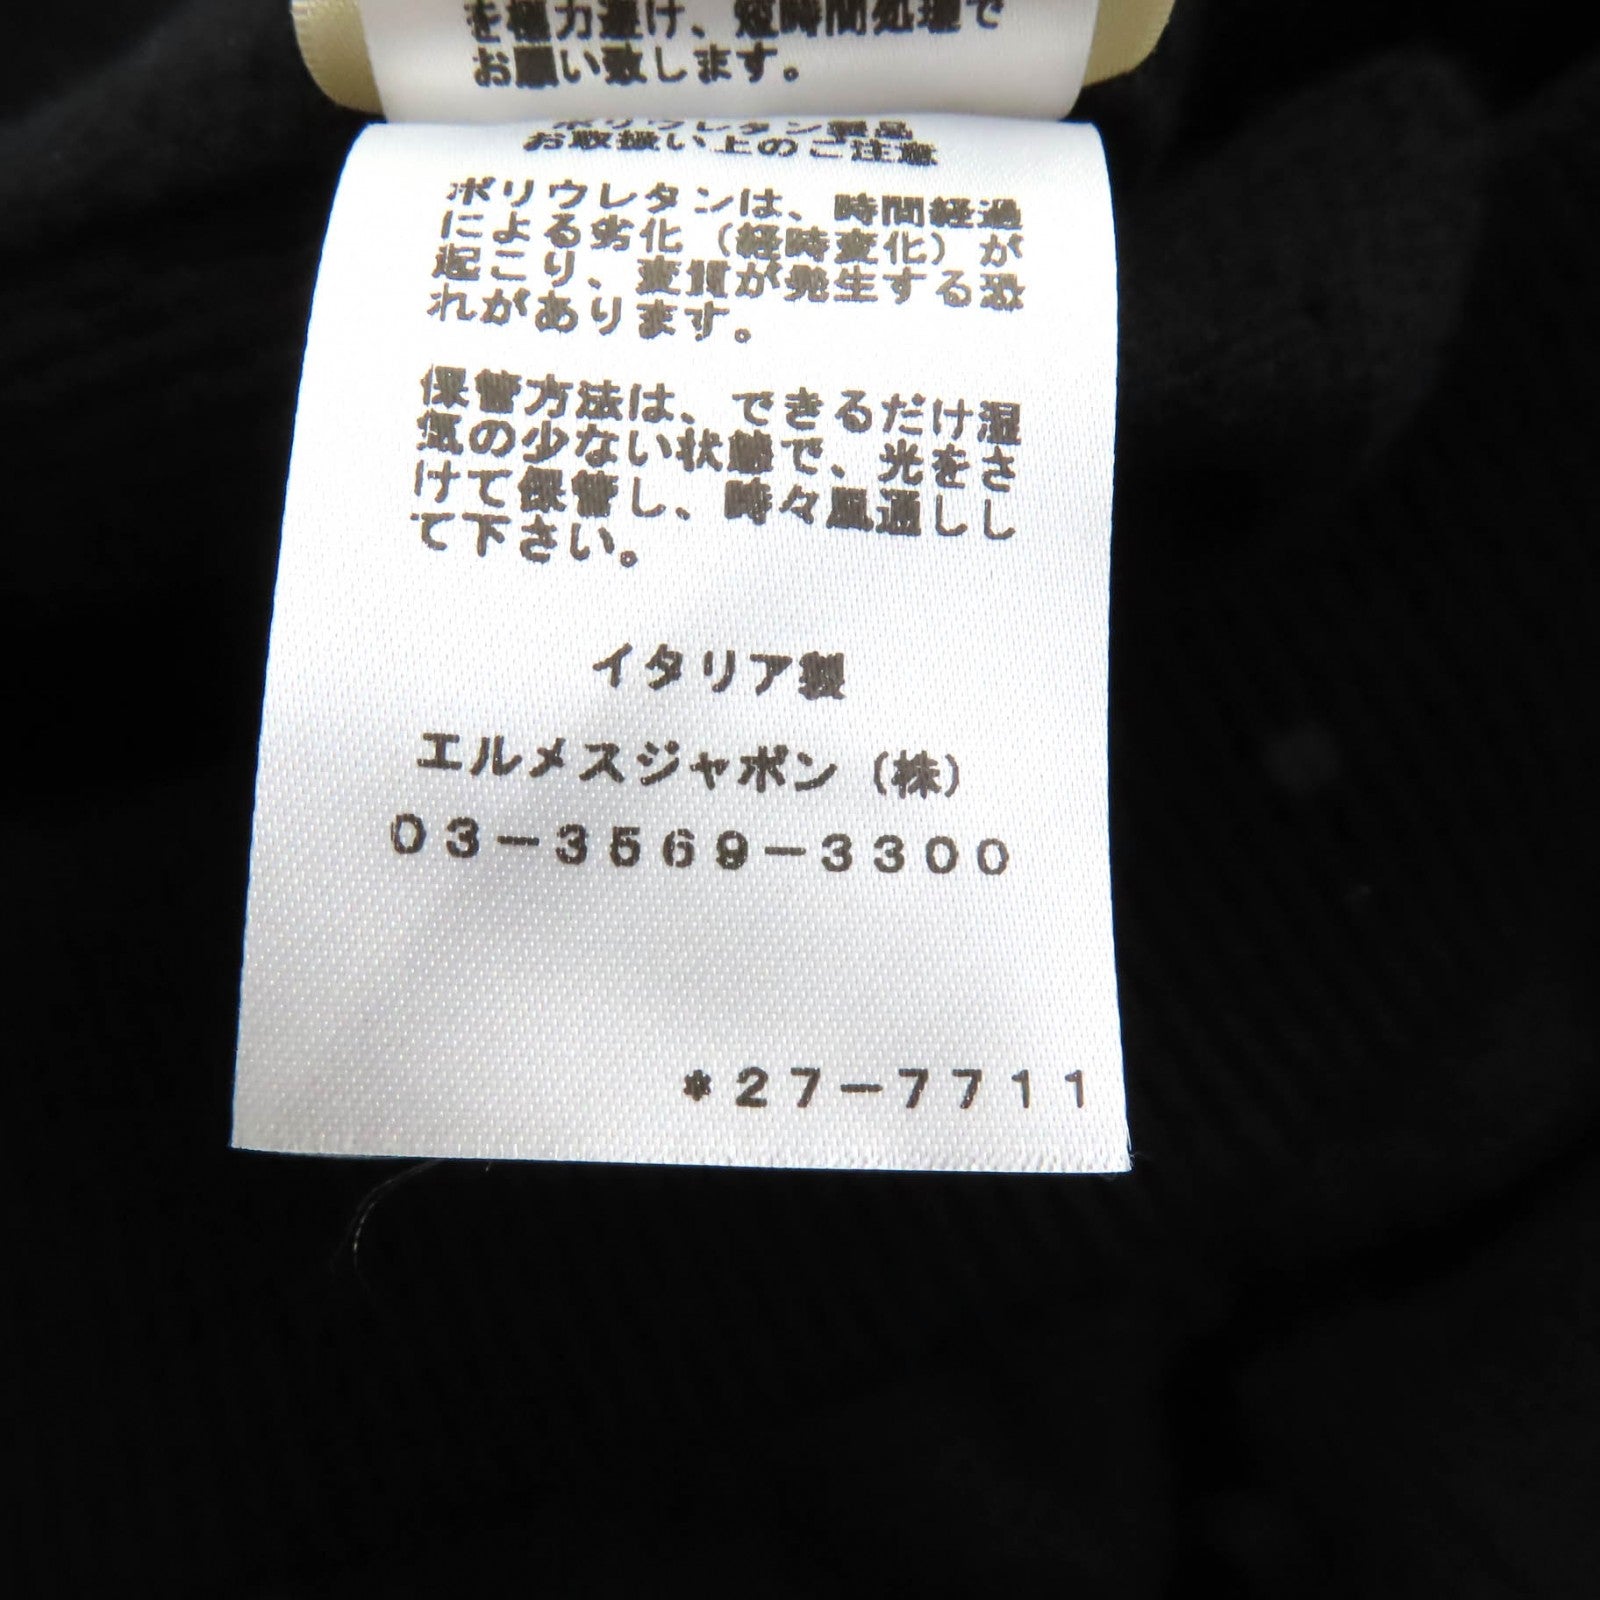 を極力避け、短時間処理で
お願い致します。
ポリウレタン製品
お取扱い上のご注意
ポリウレタンは、時間経過
による劣化（経時変化）が
起こり、変質が発生する恐
れがあります。
保管方法は、できるだけ湿
気の少ない状態で、光をさ
けて保管し、時々風通しし
て下さい。
イタリア製
エルメスジャポン（株）
03-3569-3300
*27-7711